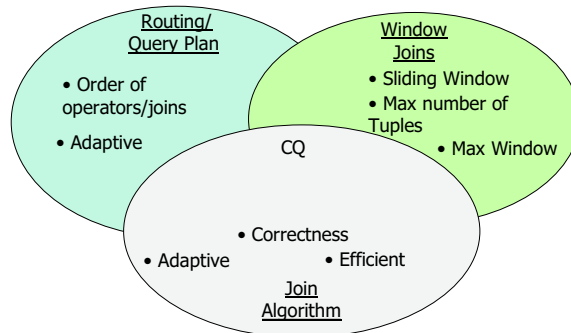 Routing/
Query Plan
• Order of
operators/joins
• Adaptive
Window
Joins
• Sliding Window
• Max number of
Tuples
• Max Window
CQ
• Correctness
• Adaptive
• Efficient
Join
Algorithm